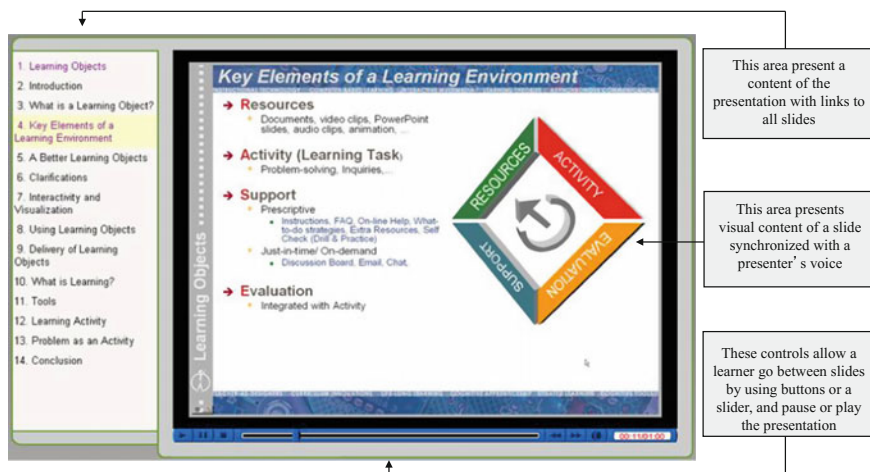 1. Learning Objects
2. Introduction
3. What is a Learning Object?
4. Key Elements of a
Learning Environment
5. A Better Learning Objects
6. Clarifications
7. Interactivity and
Visualization
8. Using Learning Objects
9. Delivery of Learning
Objects
10. What is Learning?
11. Tools
12. Learning Activity
13. Problem as an Activity
14. Conclusion
Learning Objects
Key Elements of a Learning Environment
Resources
Documents, video clips, PowerPoint
slides, audio clips, animation, ...
Activity (Learning Task)
Problem-solving, Inquiries,...
Support
Prescriptive
Instructions, FAQ, On-line Help, What-
to-do strategies, Extra Resources, Self
Check (Drill & Practice)
Just-in-time/ On-demand
Discussion Board, Email, Chat,
Evaluation
Integrated with Activity
RESOURCES
ACTIVITY
SUPPORT
EVALUATION
00:11/01:00
This area present a
content of the
presentation with links to
all slides
This area presents
visual content of a slide
synchronized with a
presenter's voice
These controls allow a
learner go between slides
by using buttons or a
slider, and pause or play
the presentation